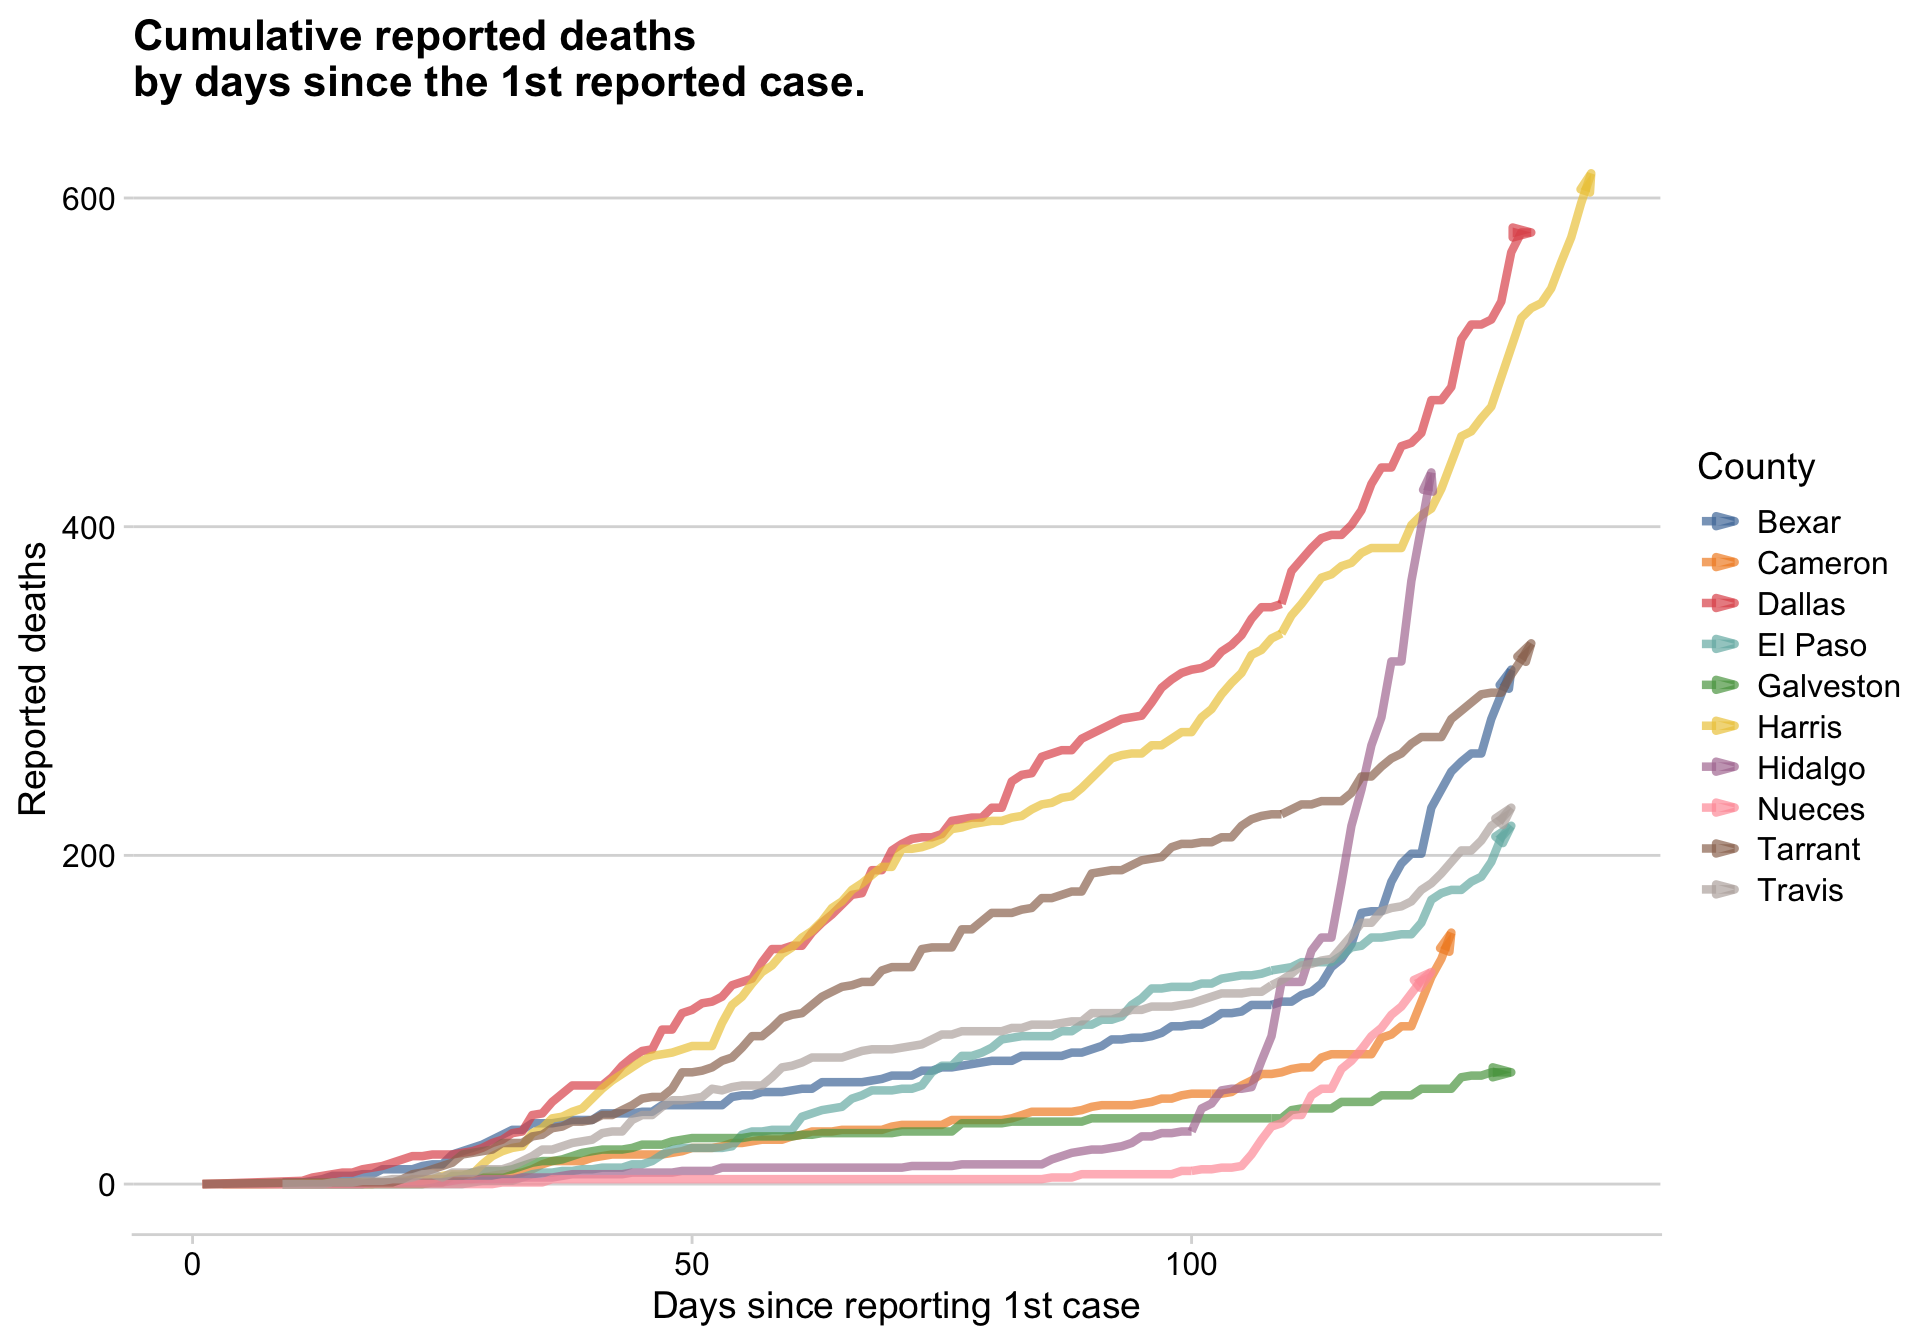 Cumulative reported deaths
by days since the 1st reported case.
Reported deaths
600
400
200
0
0
50
100
Days since reporting 1st case
County
Bexar
Cameron
Dallas
El Paso
Galveston
Harris
Hidalgo
Nueces
Tarrant
Travis